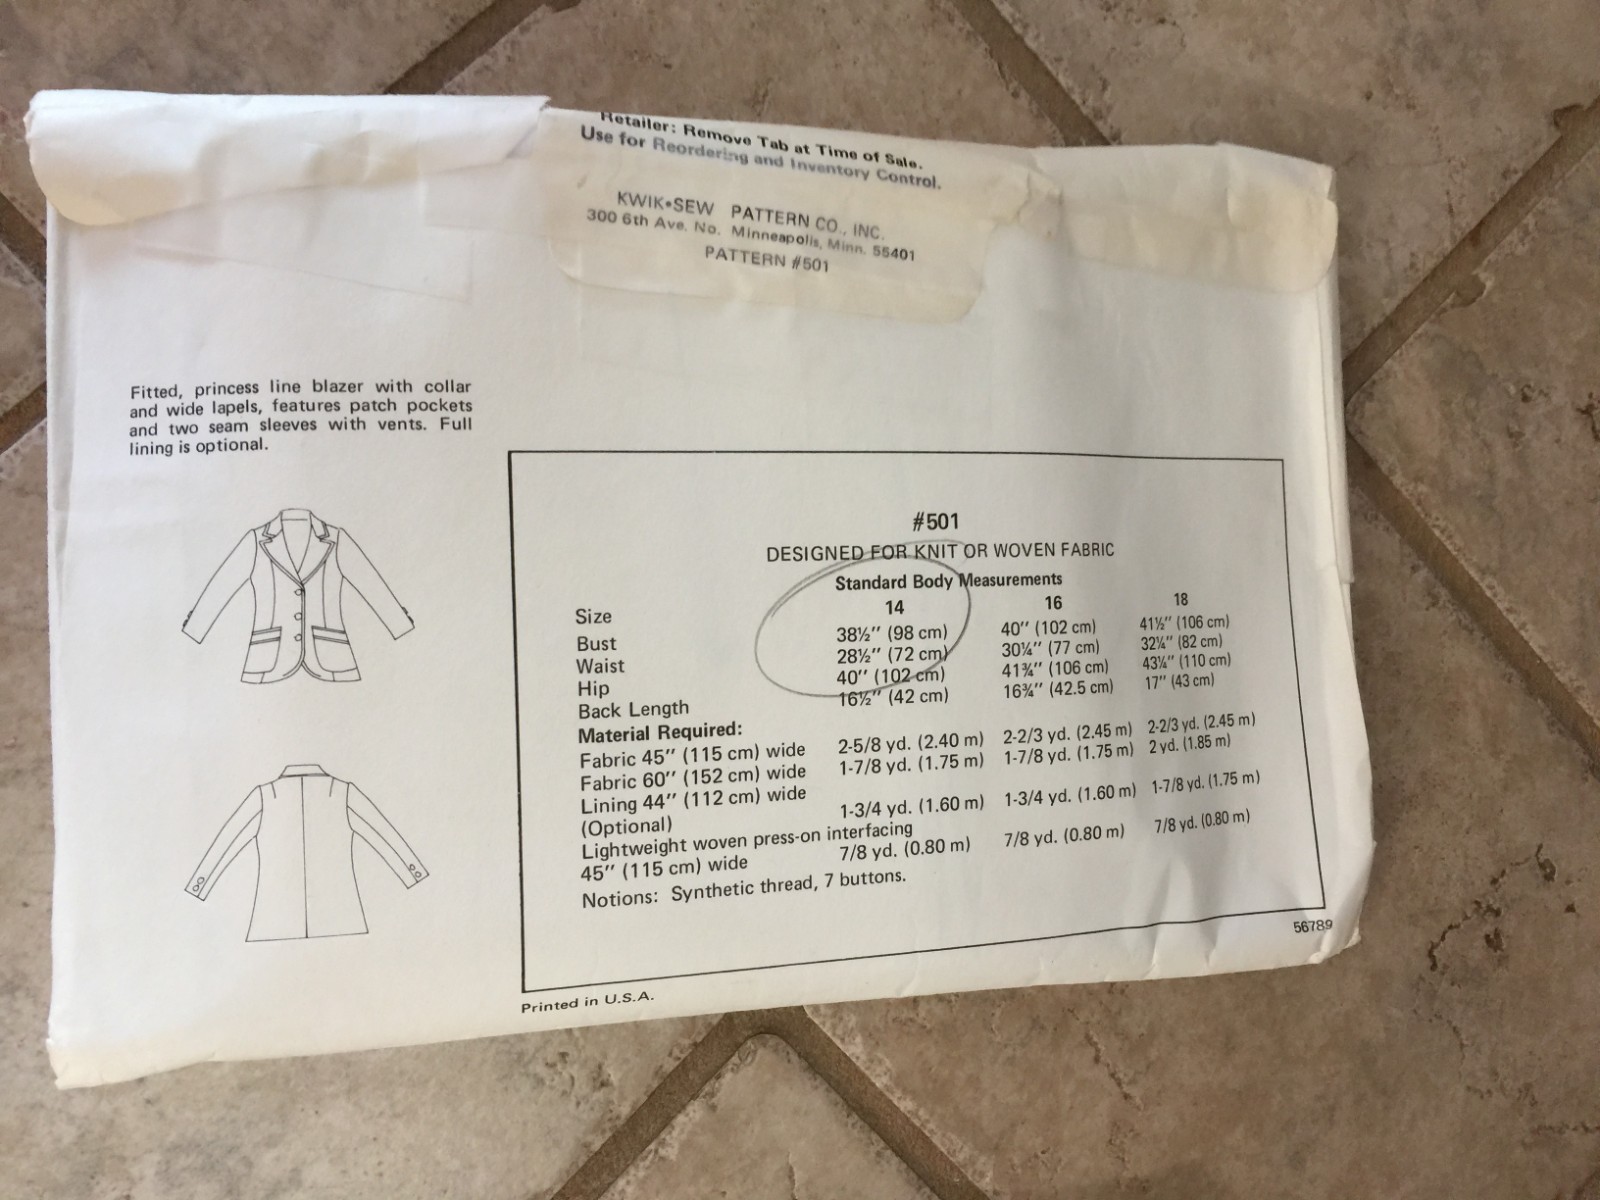 Retailer: Remove Tab at Time of Sale.
Use for Reordering and Inventory Control.
KWIK•SEW PATTERN CO., INC.
300 6th Ave. No. Minneapolis, Minn. 55401
PATTERN #501
Fitted, princess line blazer with collar
and wide lapels, features patch pockets
and two seam sleeves with vents. Full
lining is optional.
#501
DESIGNED FOR KNIT OR WOVEN FABRIC
Standard Body Measurements
Size 14 16 18
Bust 38½" (98 cm) 40" (102 cm) 41½" (106 cm)
Waist 28½" (72 cm) 30¼" (77 cm) 32¼" (82 cm)
Hip 40" (102 cm) 41¾" (106 cm) 43¼" (110 cm)
Back Length 16½" (42 cm) 16¾" (42.5 cm) 17" (43 cm)
Material Required:
Fabric 45" (115 cm) wide 2-5/8 yd. (2.40 m) 2-2/3 yd. (2.45 m) 2-2/3 yd. (2.45 m)
Fabric 60" (152 cm) wide 1-7/8 yd. (1.75 m) 1-7/8 yd. (1.75 m) 2 yd. (1.85 m)
Lining 44" (112 cm) wide
(Optional) 1-3/4 yd. (1.60 m) 1-3/4 yd. (1.60 m) 1-7/8 yd. (1.75 m)
Lightweight woven press-on interfacing
45" (115 cm) wide 7/8 yd. (0.80 m) 7/8 yd. (0.80 m) 7/8 yd. (0.80 m)
Notions: Synthetic thread, 7 buttons.
56789
Printed in U.S.A.